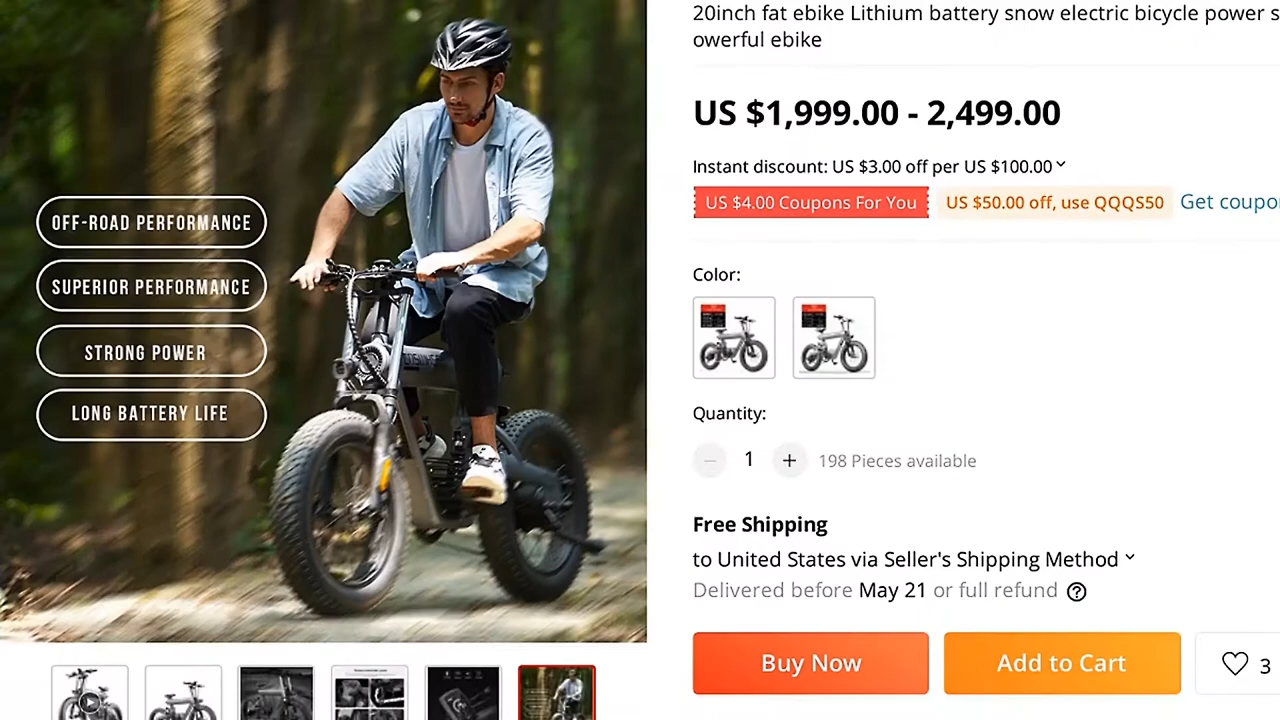 20inch fat ebike Lithium battery snow electric bicycle power s
owerful ebike
US $1,999.00 - 2,499.00
Instant discount: US $3.00 off per US $100.00
US $4.00 Coupons For You
US $50.00 off, use QQQS50
Get coupo
OFF-ROAD PERFORMANCE
SUPERIOR PERFORMANCE
STRONG POWER
LONG BATTERY LIFE
Color:
Quantity:
1
198 Pieces available
Free Shipping
to United States via Seller's Shipping Method
Delivered before May 21 or full refund
Buy Now
Add to Cart
3